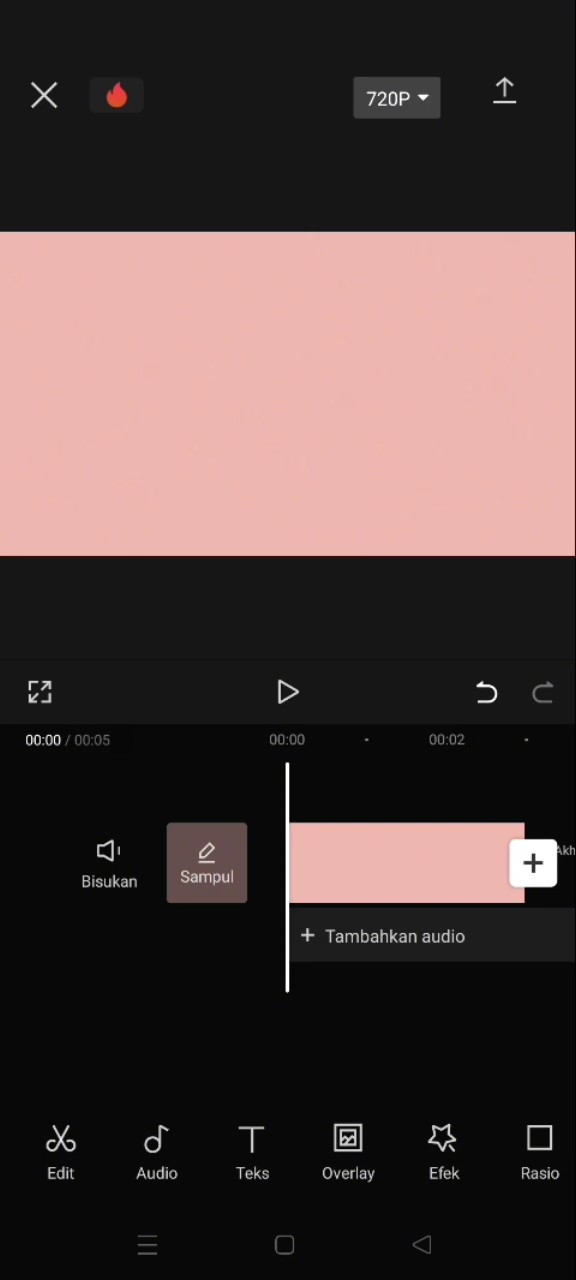 720P
00:00 / 00:05
00:00
00:02
Bisukan
Sampul
Akh
+ Tambahkan audio
Edit
Audio
Teks
Overlay
Efek
Rasio